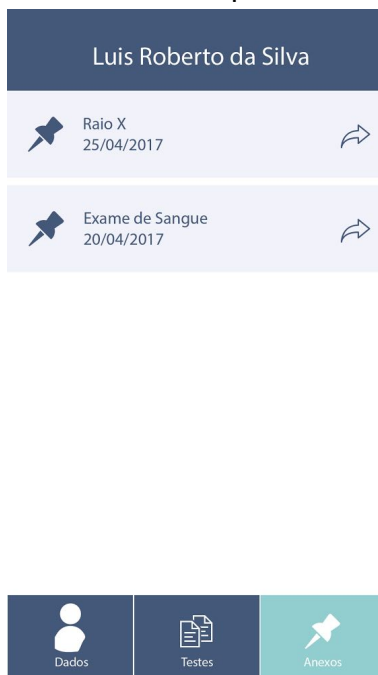 Luis Roberto da Silva
Raio X
25/04/2017
Exame de Sangue
20/04/2017
Dados
Testes
Anexos